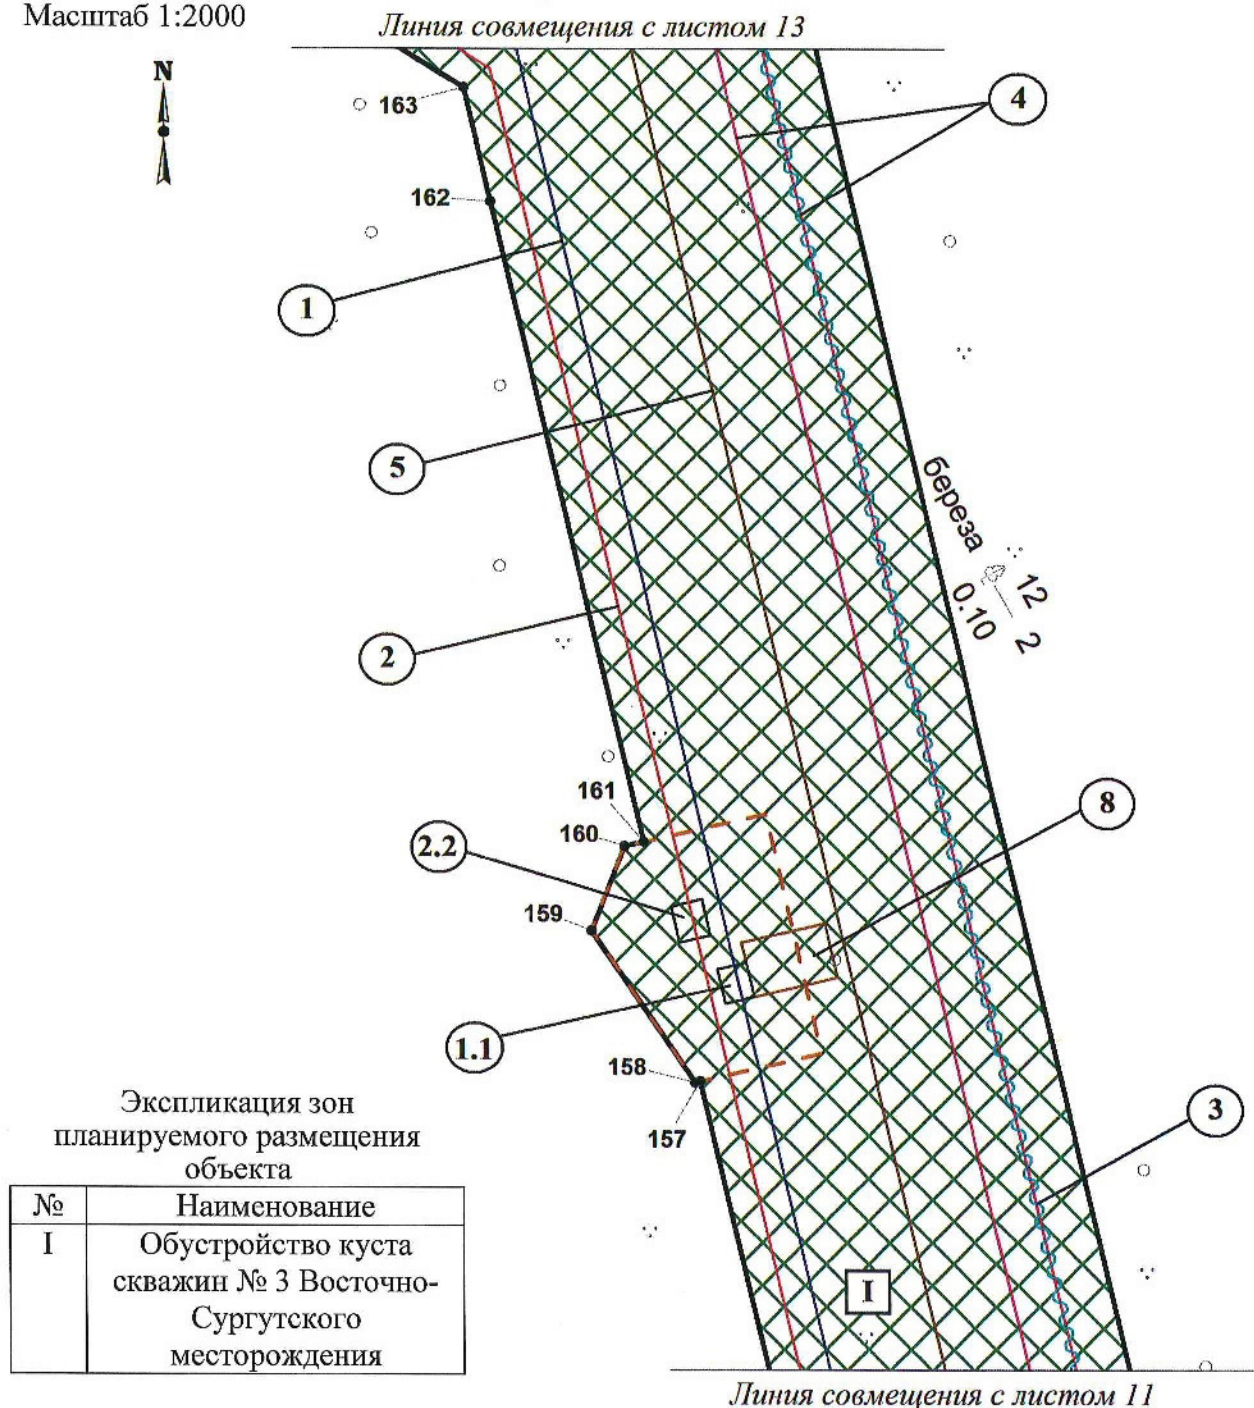 Масштаб 1:2000
Линия совмещения с листом 13
N
163
4
162
1
5
береза
12
0.10
2
2
161
160
8
2.2
159
1.1
158
157
3
Экспликация зон
планируемого размещения
объекта
№ Наименование
I Обустройство куста
скважин № 3 Восточно-
Сургутского
месторождения
I
Линия совмещения с листом 11